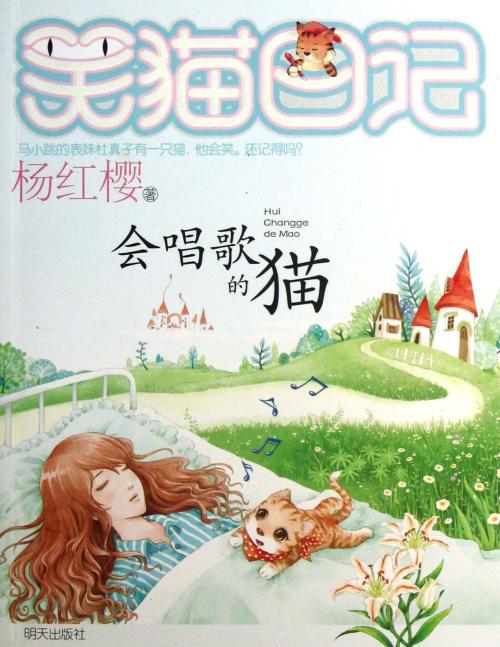 笑猫日记
马小跳的表妹杜真子有一只猫，他会笑。还记得吗？
杨红樱 著
Hui
Changge
de Mao
会唱歌
的猫
明天出版社